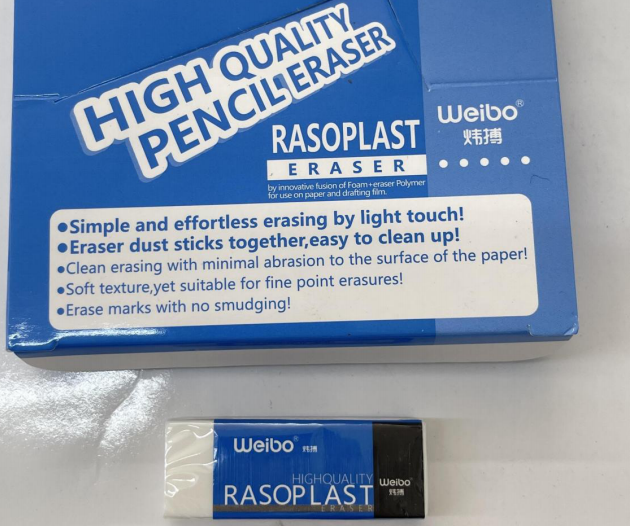 HIGH QUALITY
PENCIL ERASER
RASOPLAST
ERASER
by innovative fusion of Foam+eraser Polymer
for use on paper and drafting film.
Weibo®
炜搏
●Simple and effortless erasing by light touch!
●Eraser dust sticks together,easy to clean up!
●Clean erasing with minimal abrasion to the surface of the paper!
●Soft texture,yet suitable for fine point erasures!
●Erase marks with no smudging!
Weibo® 炜搏
HIGHQUALITY
RASOPLAST
ERASER
Weibo®
炜搏